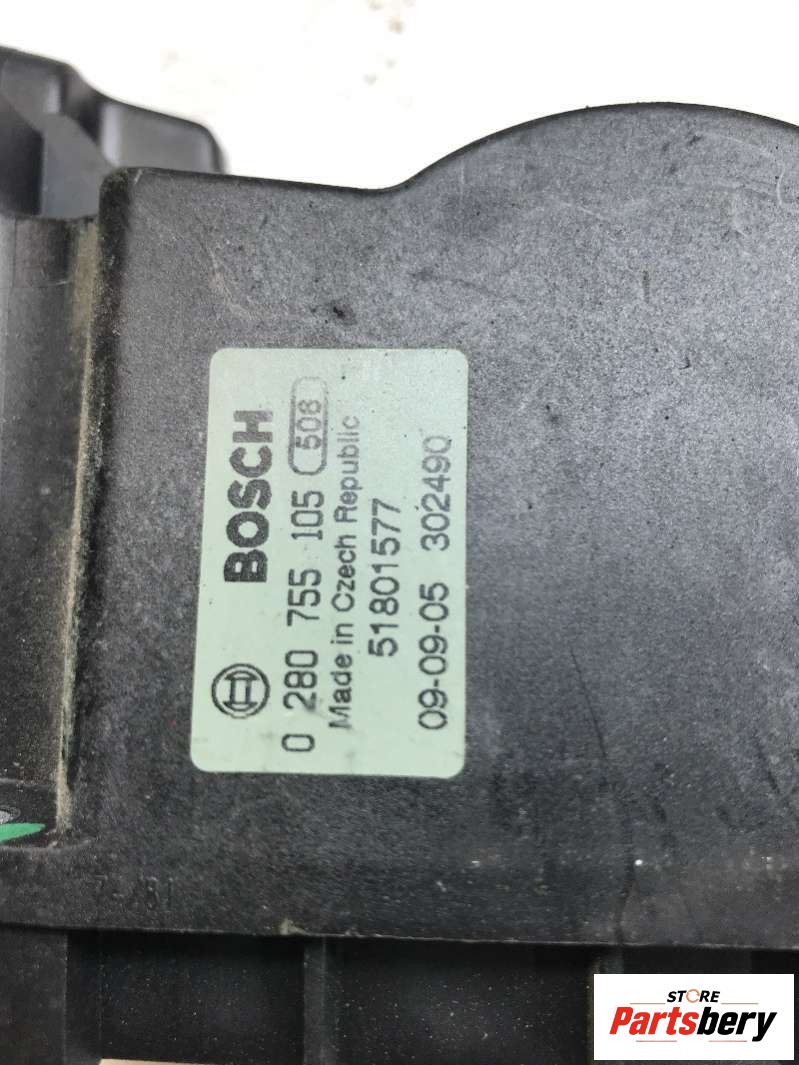 BOSCH
0 280 755 105 508
Made in Czech Republic
51801577
09-09-05 302490
STORE
Partsbery